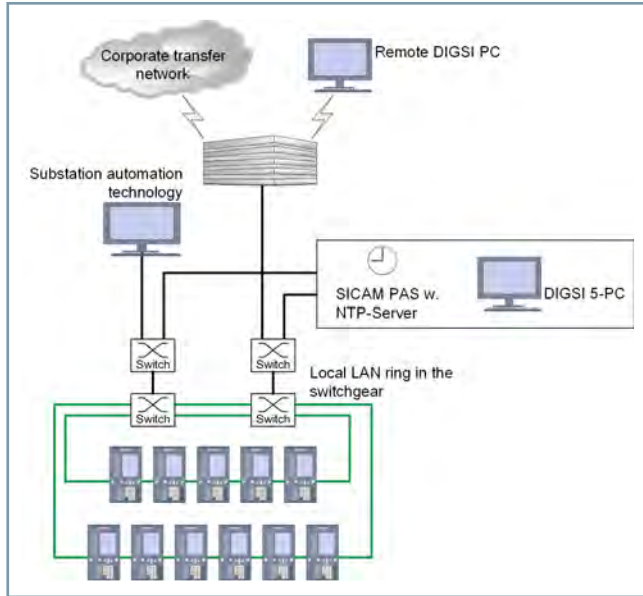 Corporate transfer
network
Remote DIGSI PC
Substation automation
technology
SICAM PAS w.
NTP-Server
DIGSI 5-PC
Switch
Switch
Local LAN ring in the
switchgear
Switch
Switch